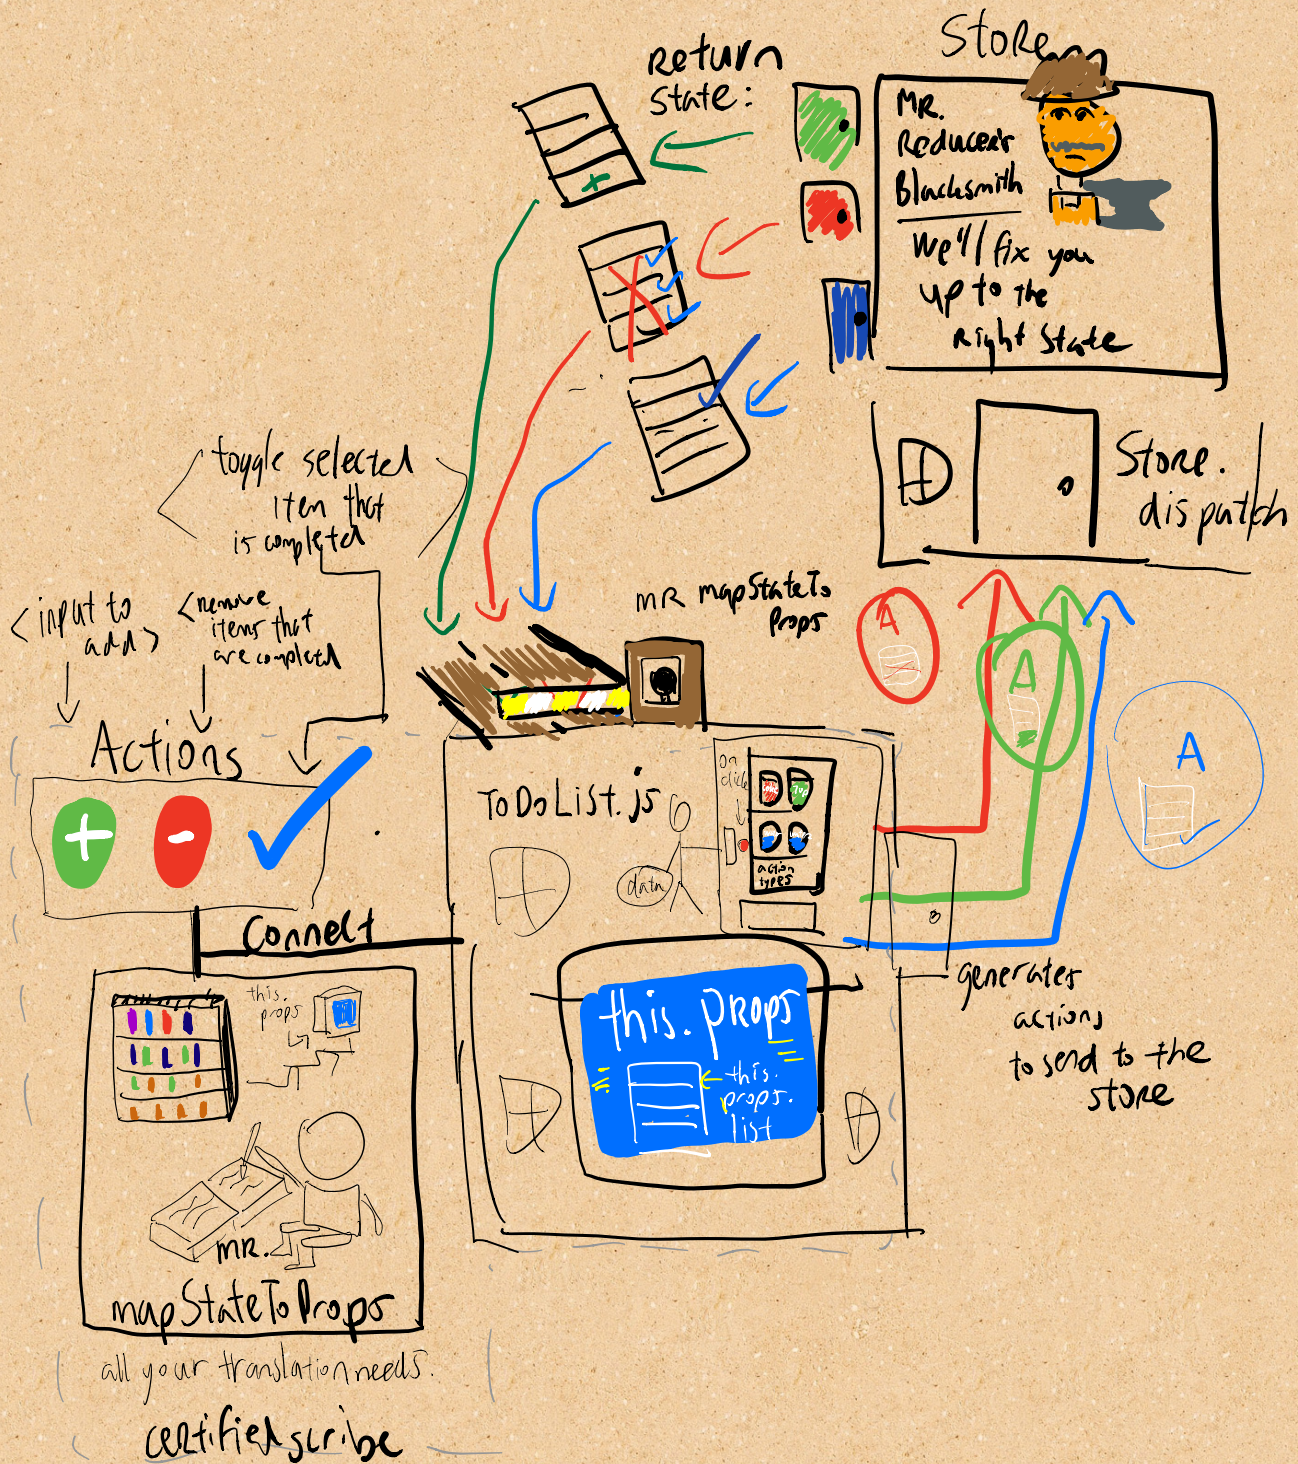 Store
Return
State:
MR.
Reducer's
Blacksmith
We'll fix you
up to the
Right State
Store.
dispatch
toggle selected
item that
is completed
<input to
add>
<remove
items that
are completed
MR mapStateTo
Props
A
A
A
Actions
+
-
ToDoList.js
on
click
data
action
types
Connect
this.
props
this.props
this.
props.
list
generates
actions
to send to the
store
MR.
mapStateToProps
all your translation needs.
certified scribe